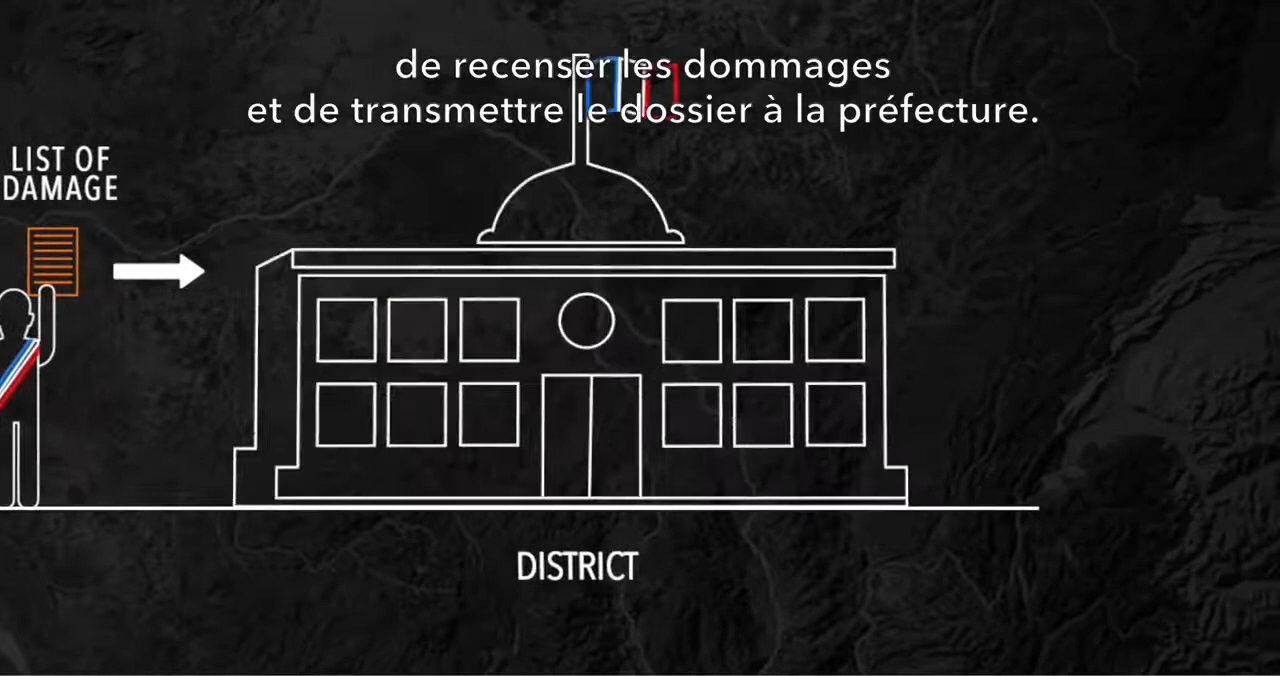 de recenser les dommages
et de transmettre le dossier à la préfecture.
LIST OF
DAMAGE
DISTRICT